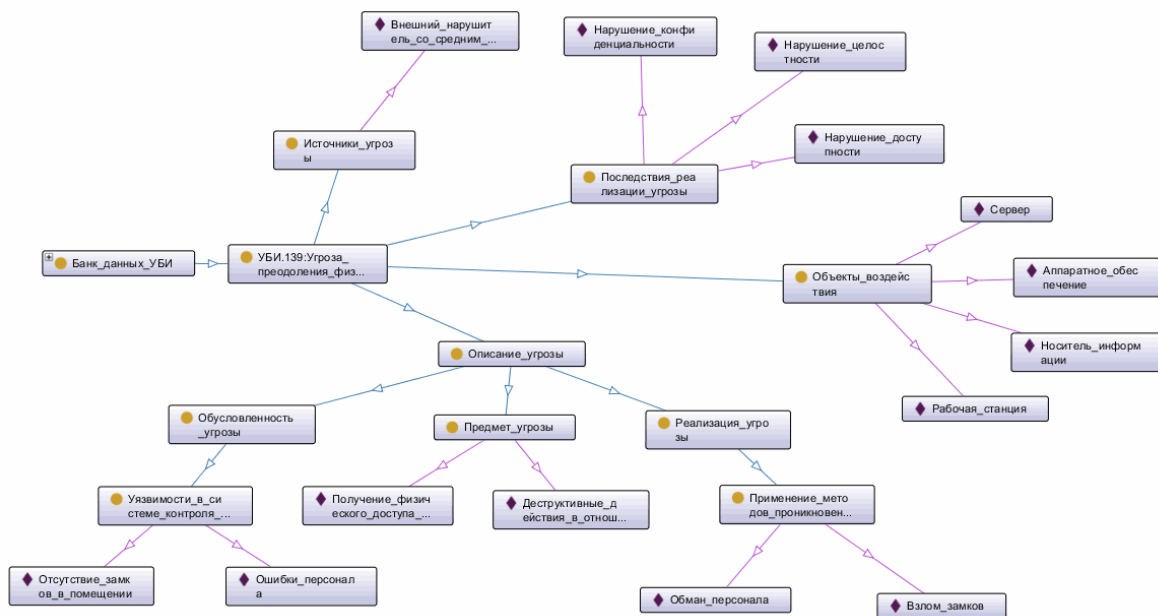 Внешний_нарушит
ель_со_средним_...
Нарушение_конфи
денциальности
Нарушение_целос
тности
Источники_угроз
ы
Нарушение_досту
пности
Последствия_реа
лизации_угрозы
Сервер
Банк_данных_УБИ
УБИ.139:Угроза_
преодоления_физ...
Объекты_воздейс
твия
Аппаратное_обес
печение
Носитель_информ
ации
Описание_угрозы
Рабочая_станция
Обусловленность
_угрозы
Предмет_угрозы
Реализация_угро
зы
Уязвимости_в_си
стеме_контроля_...
Получение_физич
еского_доступа_...
Деструктивные_д
ействия_в_отнош...
Применение_мето
дов_проникновен...
Отсутствие_замк
ов_в_помещении
Ошибки_персонал
а
Обман_персонала
Взлом_замков